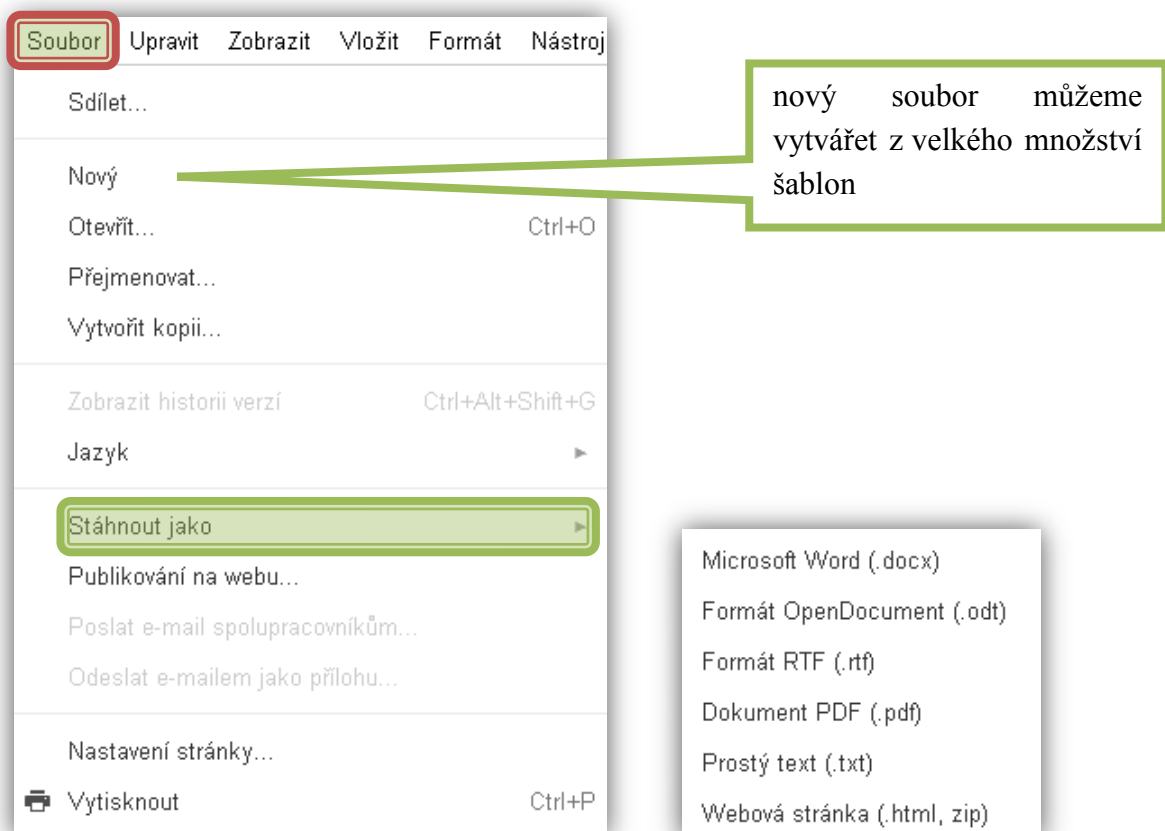 Soubor Upravit Zobrazit Vložit Formát Nástroj
Sdílet...
Nový
Otevřít... Ctrl+O
Přejmenovat...
Vytvořit kopii...
Zobrazit historii verzí Ctrl+Alt+Shift+G
Jazyk
Stáhnout jako
Publikování na webu...
Poslat e-mail spolupracovníkům...
Odeslat e-mailem jako přílohu...
Nastavení stránky...
Vytisknout Ctrl+P
nový soubor můžeme
vytvářet z velkého množství
šablon
Microsoft Word (.docx)
Formát OpenDocument (.odt)
Formát RTF (.rtf)
Dokument PDF (.pdf)
Prostý text (.txt)
Webová stránka (.html, zip)